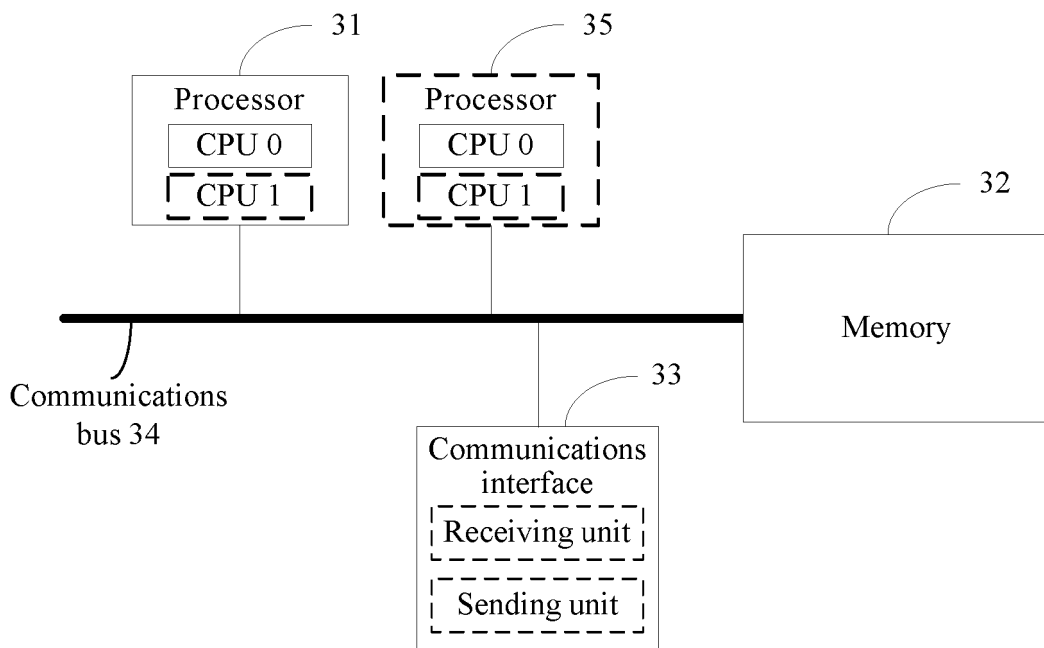 31
35
Processor
CPU 0
CPU 1
Processor
CPU 0
CPU 1
32
Memory
Communications
bus 34
33
Communications
interface
Receiving unit
Sending unit